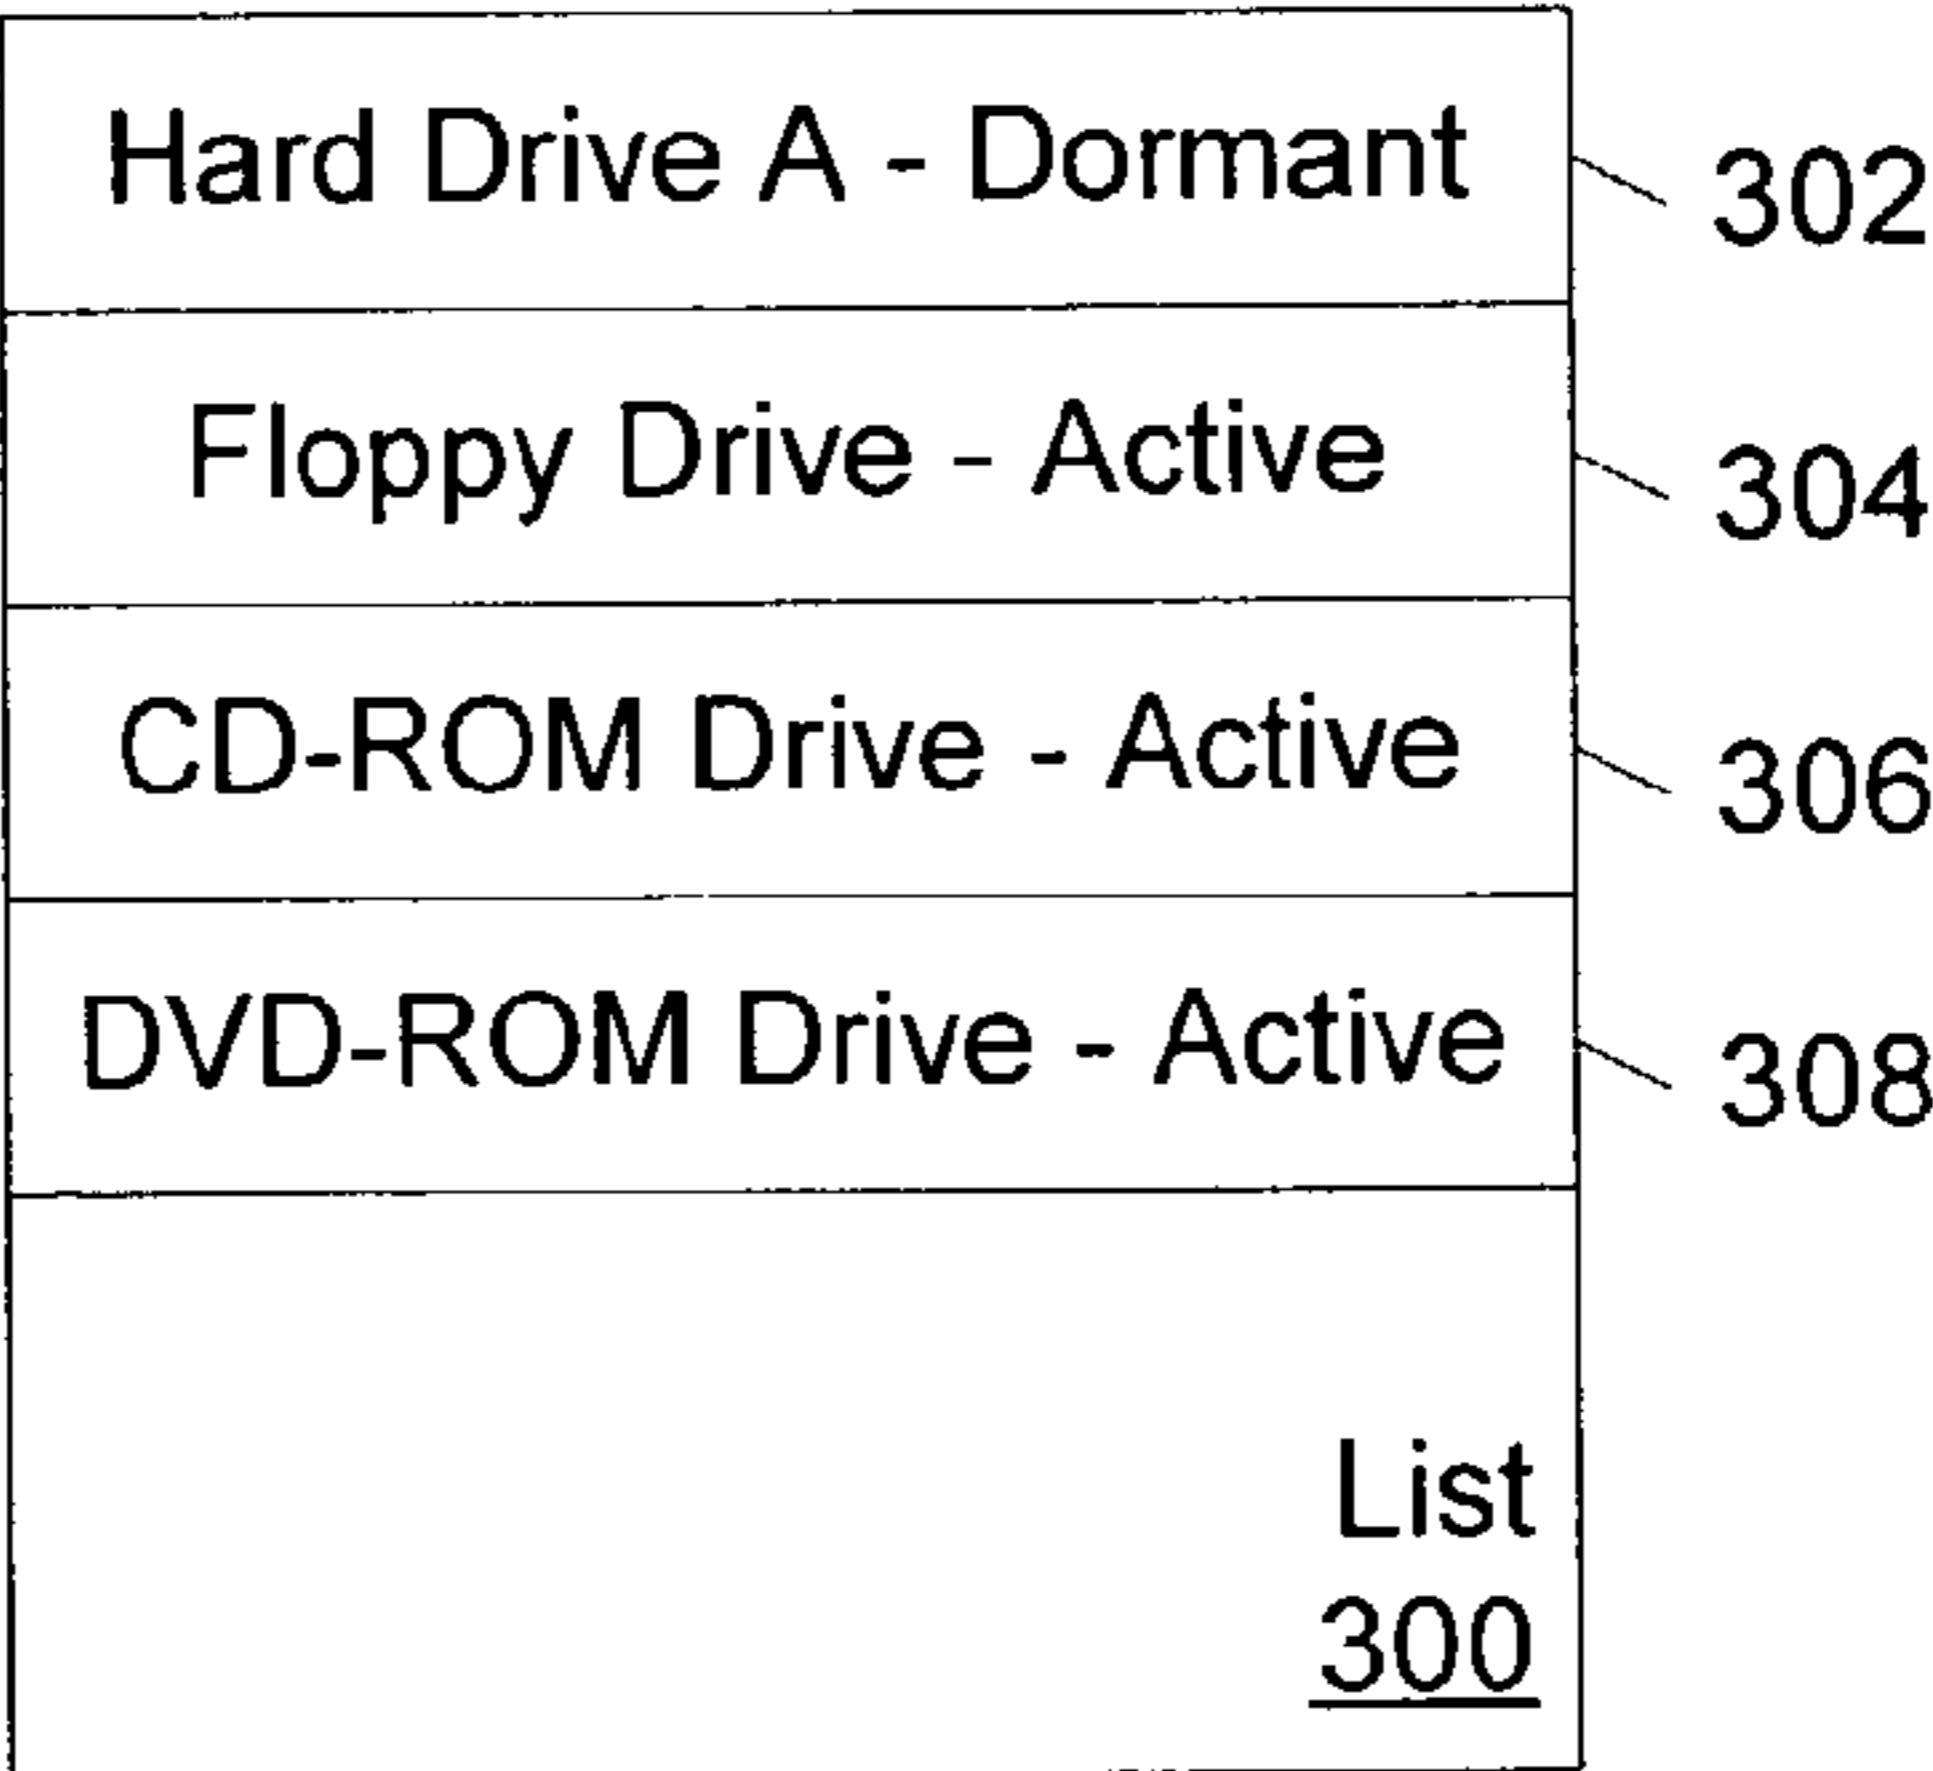 Hard Drive A - Dormant
302
Floppy Drive - Active
304
CD-ROM Drive - Active
306
DVD-ROM Drive - Active
308
List
300